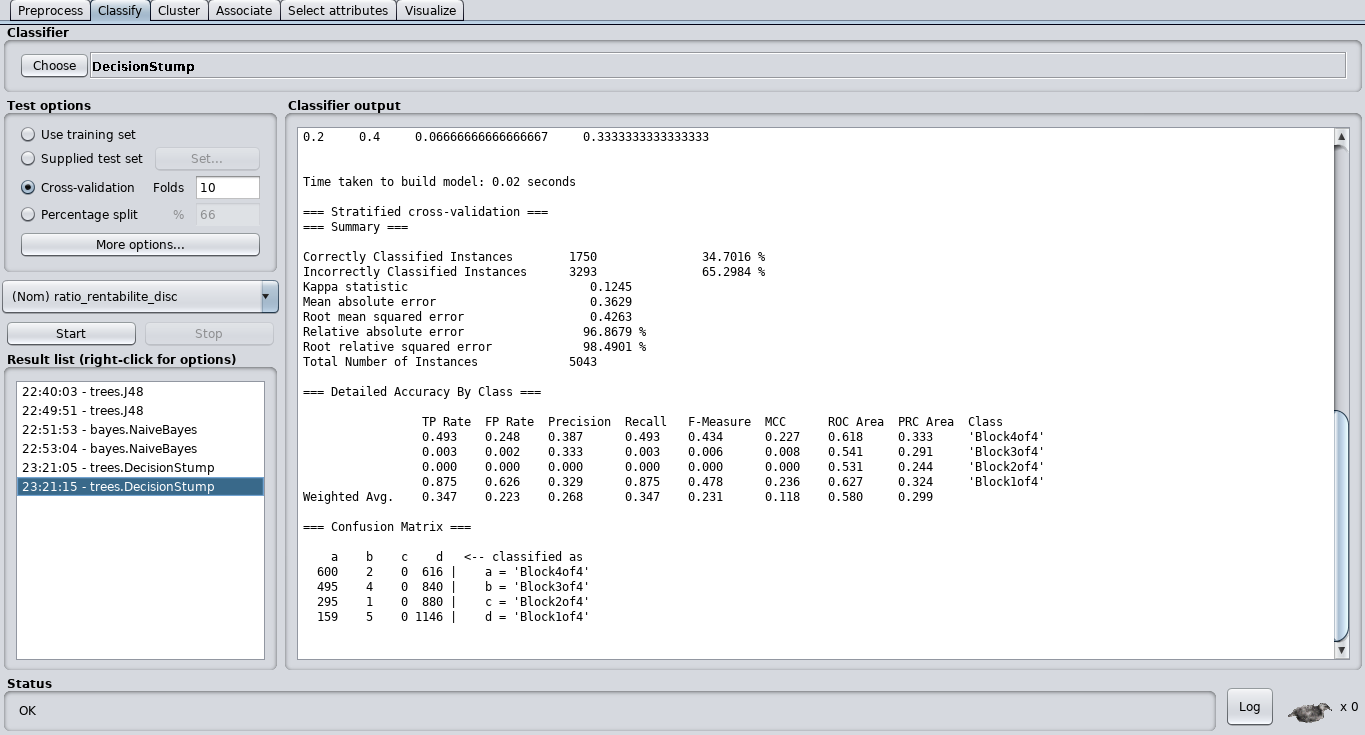 Preprocess Classify Cluster Associate Select attributes Visualize
Classifier
Choose DecisionStump
Test options
Use training set
Supplied test set Set...
Cross-validation Folds 10
Percentage split % 66
More options...
(Nom) ratio_rentabilite_disc
Start Stop
Result list (right-click for options)
22:40:03 - trees.J48
22:49:51 - trees.J48
22:51:53 - bayes.NaiveBayes
22:53:04 - bayes.NaiveBayes
23:21:05 - trees.DecisionStump
23:21:15 - trees.DecisionStump
Classifier output
0.2 0.4 0.06666666666666667 0.3333333333333333
Time taken to build model: 0.02 seconds
=== Stratified cross-validation ===
=== Summary ===
Correctly Classified Instances 1750 34.7016 %
Incorrectly Classified Instances 3293 65.2984 %
Kappa statistic 0.1245
Mean absolute error 0.3629
Root mean squared error 0.4263
Relative absolute error 96.8679 %
Root relative squared error 98.4901 %
Total Number of Instances 5043
=== Detailed Accuracy By Class ===
TP Rate FP Rate Precision Recall F-Measure MCC ROC Area PRC Area Class
0.493 0.248 0.387 0.493 0.434 0.227 0.618 0.333 'Block4of4'
0.003 0.002 0.333 0.003 0.006 0.008 0.541 0.291 'Block3of4'
0.000 0.000 0.000 0.000 0.000 0.000 0.531 0.244 'Block2of4'
0.875 0.626 0.329 0.875 0.478 0.236 0.627 0.324 'Block1of4'
Weighted Avg. 0.347 0.223 0.268 0.347 0.231 0.118 0.580 0.299
=== Confusion Matrix ===
a b c d <-- classified as
600 2 0 616 | a = 'Block4of4'
495 4 0 840 | b = 'Block3of4'
295 1 0 880 | c = 'Block2of4'
159 5 0 1146 | d = 'Block1of4'
Status
OK
Log x 0